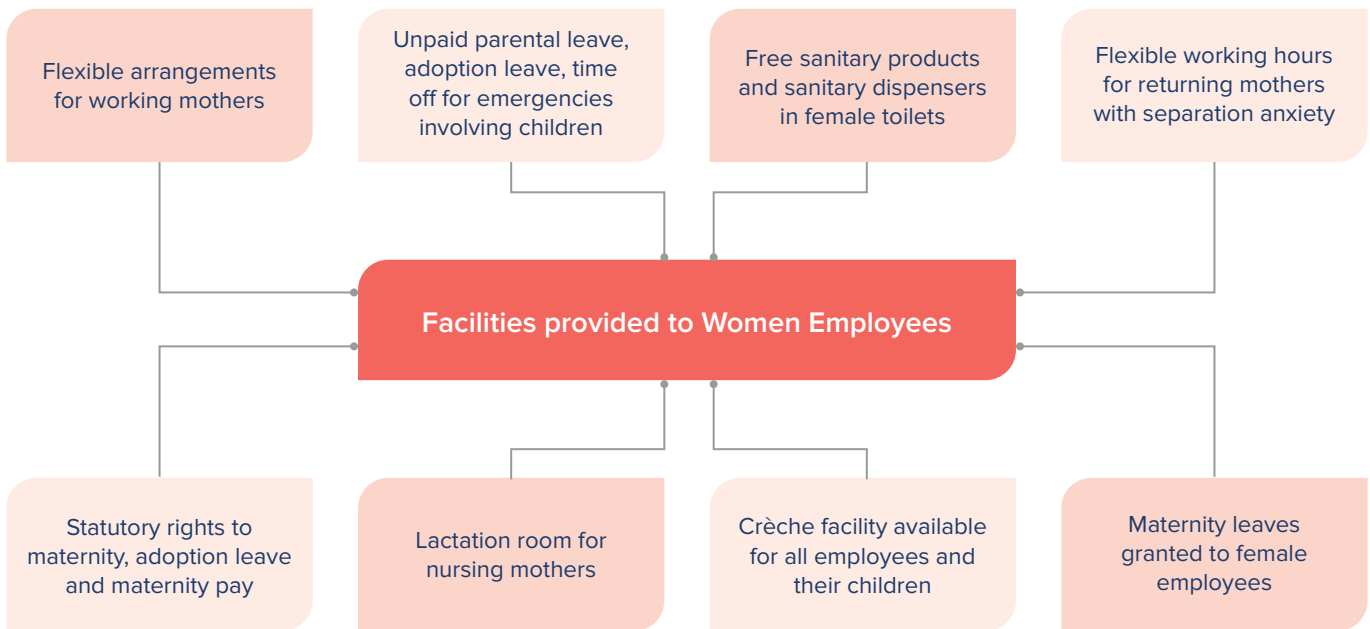 Flexible arrangements
for working mothers
Unpaid parental leave,
adoption leave, time
off for emergencies
involving children
Free sanitary products
and sanitary dispensers
in female toilets
Flexible working hours
for returning mothers
with separation anxiety
Facilities provided to Women Employees
Statutory rights to
maternity, adoption leave
and maternity pay
Lactation room for
nursing mothers
Crèche facility available
for all employees and
their children
Maternity leaves
granted to female
employees